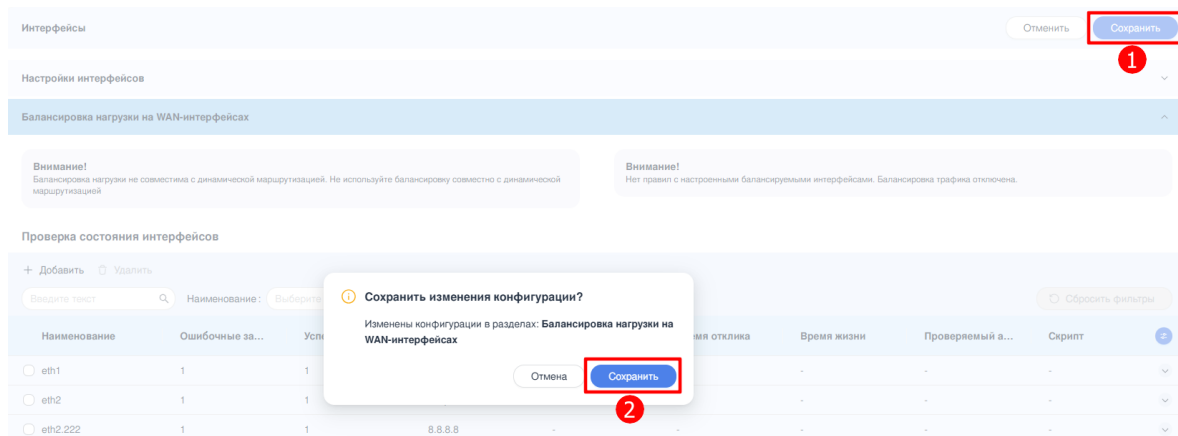 Интерфейсы
Отменить
Сохранить
1
Настройки интерфейсов
Балансировка нагрузки на WAN-интерфейсах
Внимание!
Балансировка нагрузки не совместима с динамической маршрутизацией. Не используйте балансировку совместно с динамической
маршрутизацией
Внимание!
Нет правил с настроенными балансируемыми интерфейсами. Балансировка трафика отключена.
Проверка состояния интерфейсов
+ Добавить Удалить
Введите текст Наименование: Выберите Сбросить фильтры
Сохранить изменения конфигурации?
Изменены конфигурации в разделах: Балансировка нагрузки на
WAN-интерфейсах
Отмена Сохранить
2
Наименование Ошибочные за... отклика Время жизни Проверяемый а... Скрипт
eth1 1 1 - - -
eth2 1 1 - - -
eth2.222 1 1 8.8.8.8 - - - - -